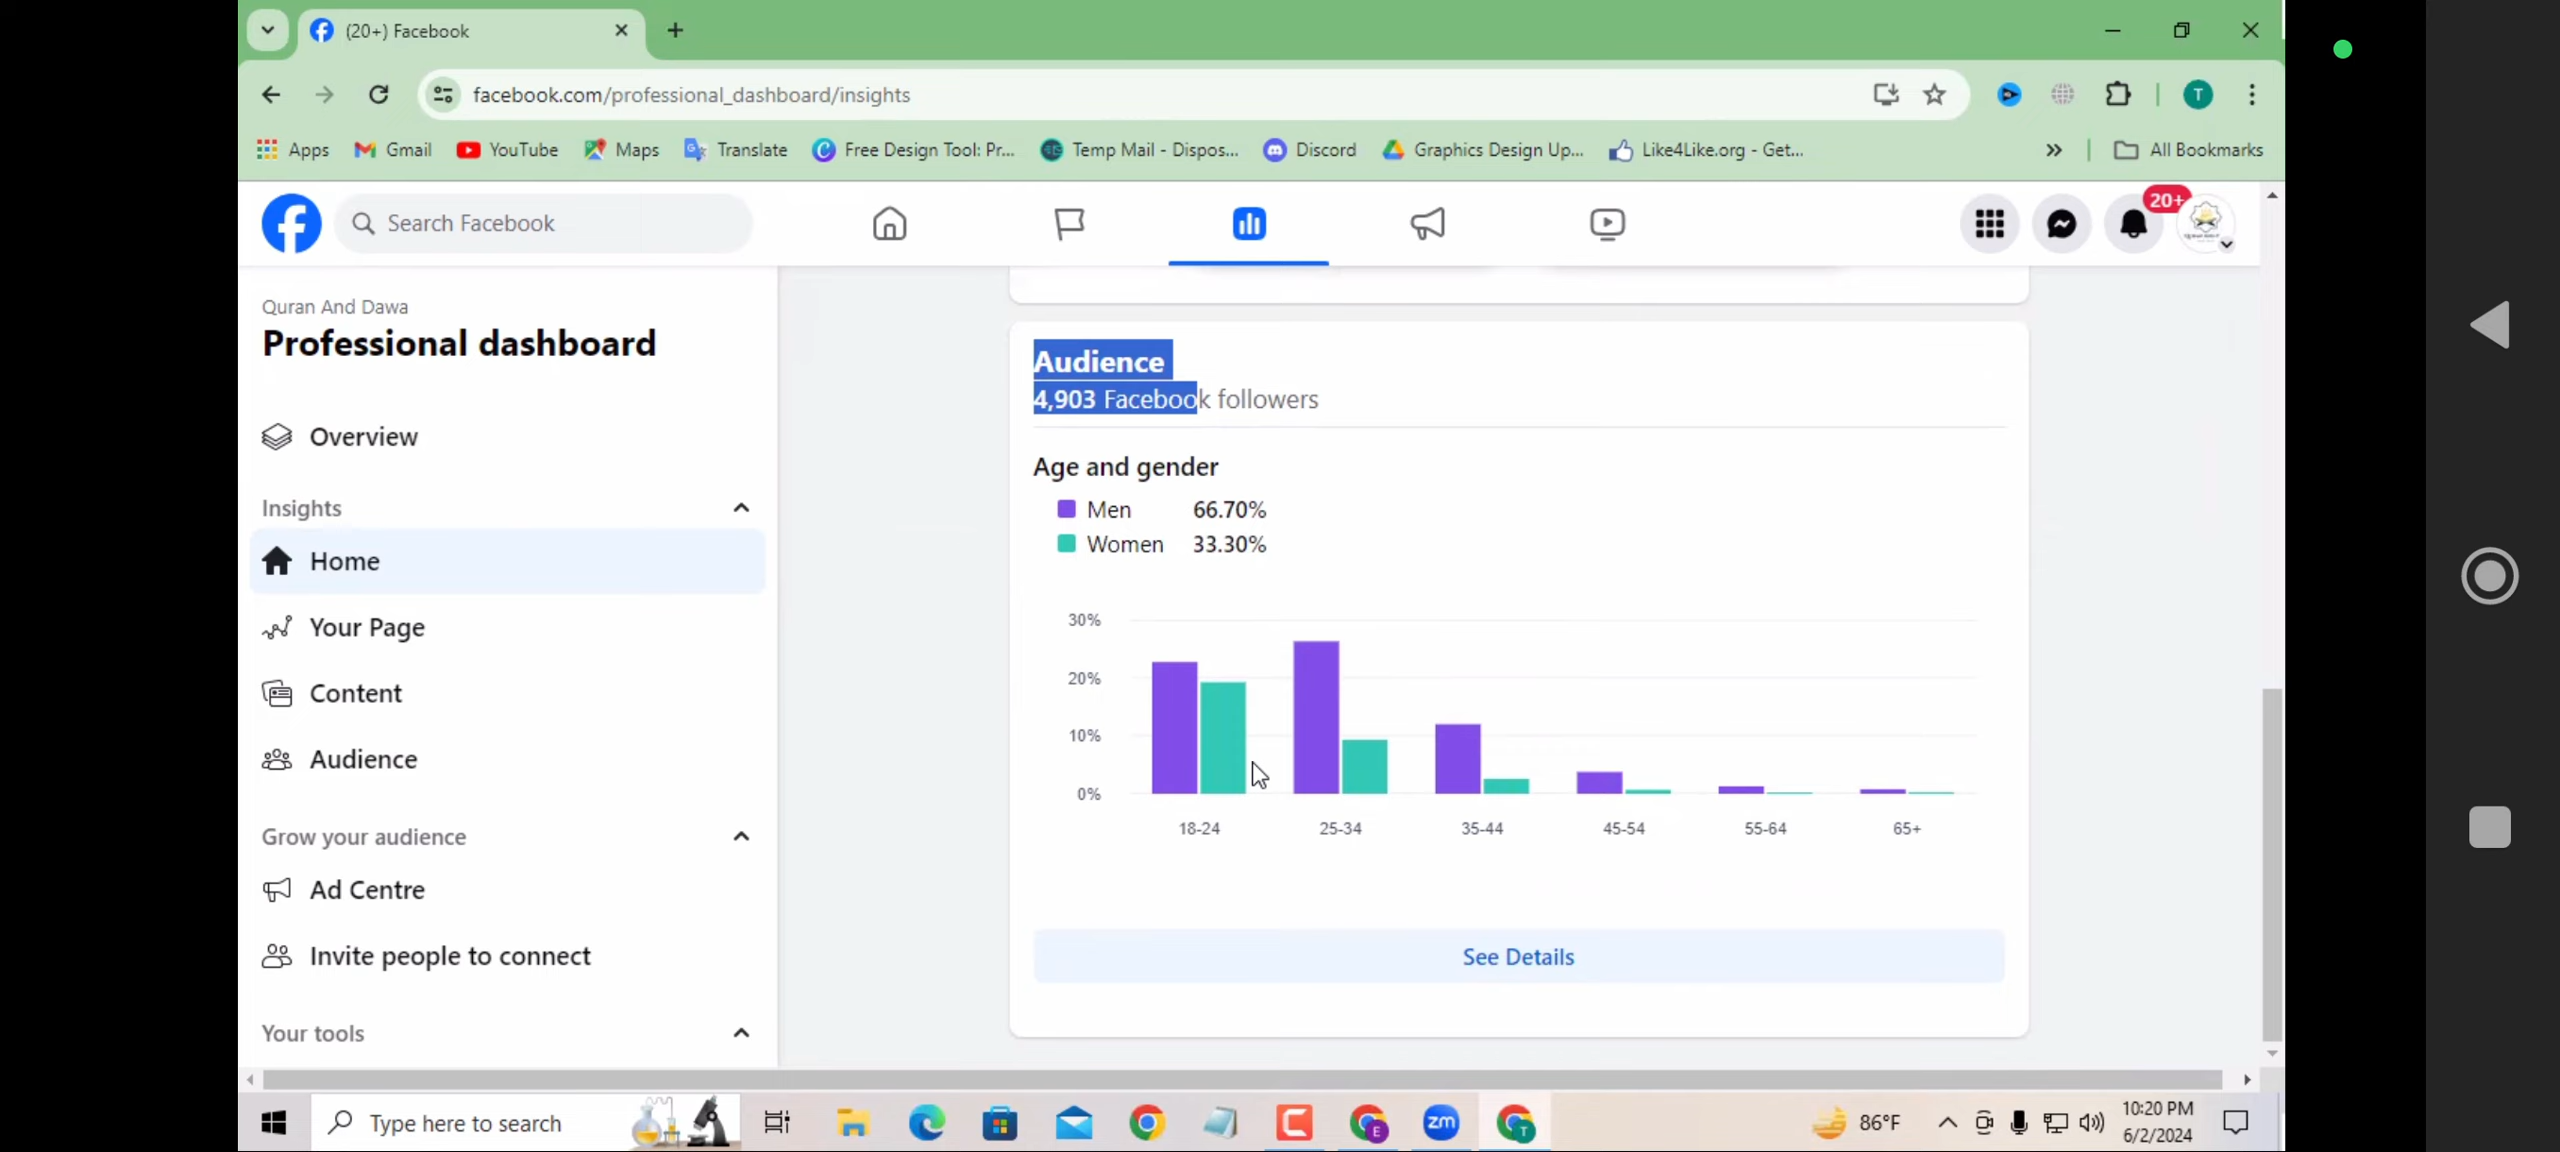 (20+) Facebook
facebook.com/professional_dashboard/insights
Apps Gmail YouTube Maps Translate Free Design Tool: Pr... Temp Mail - Dispos... Discord Graphics Design Up... Like4Like.org - Get... All Bookmarks
T
Search Facebook
20+
Quran And Dawa
Professional dashboard
Overview
Insights
Home
Your Page
Content
Audience
Grow your audience
Ad Centre
Invite people to connect
Your tools
Audience
4,903 Facebook followers
Age and gender
Men 66.70%
Women 33.30%
30%
20%
10%
0%
18-24 25-34 35-44 45-54 55-64 65+
See Details
Type here to search
E
zm
T
86°F
10:20 PM
6/2/2024